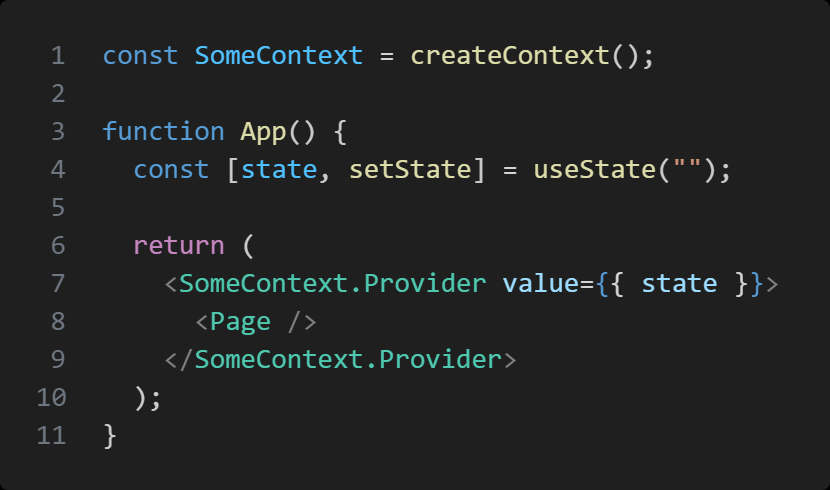 1 const SomeContext = createContext();
2
3 function App() {
4   const [state, setState] = useState("");
5
6   return (
7     <SomeContext.Provider value={{ state }}>
8       <Page />
9     </SomeContext.Provider>
10   );
11 }